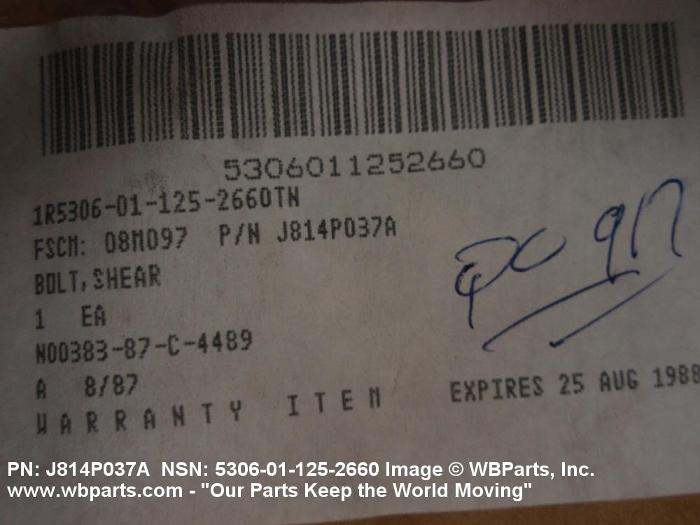 5306011252660
1R5306-01-125-2660TN
FSCM: 08M097 P/N J814P037A
BOLT,SHEAR
1 EA
N00383-87-C-4489
A 8/87
WARRANTY ITEM EXPIRES 25 AUG 1988
PN: J814P037A NSN: 5306-01-125-2660 Image © WBParts, Inc.
www.wbparts.com - "Our Parts Keep the World Moving"